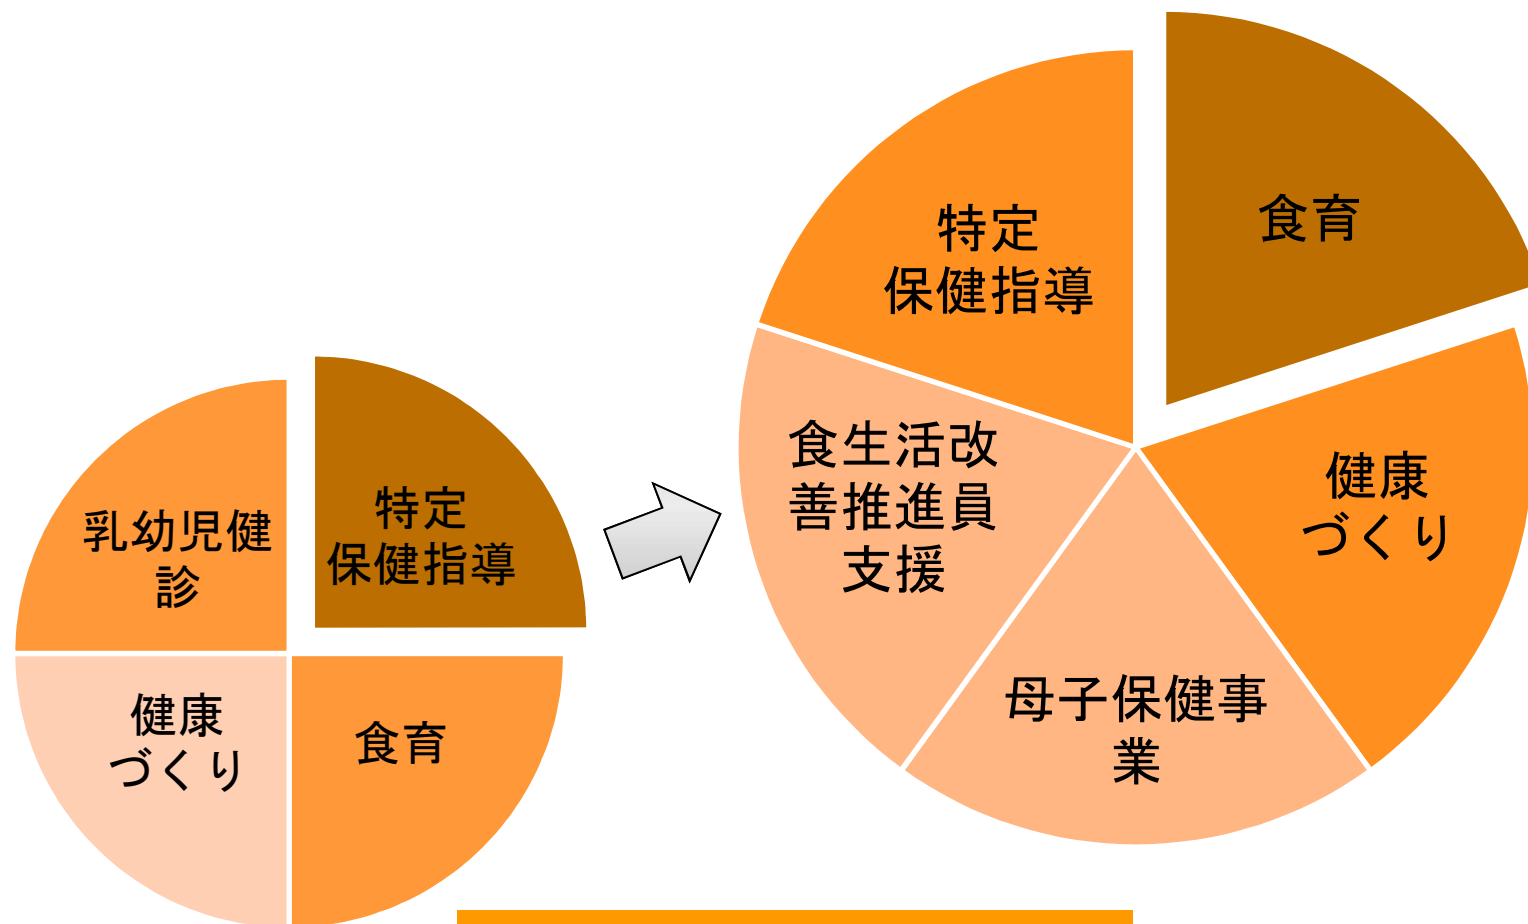 乳幼児健
診
特定
保健指導
健康
づくり
食育
特定
保健指導
食育
食生活改
善推進員
支援
健康
づくり
母子保健事
業